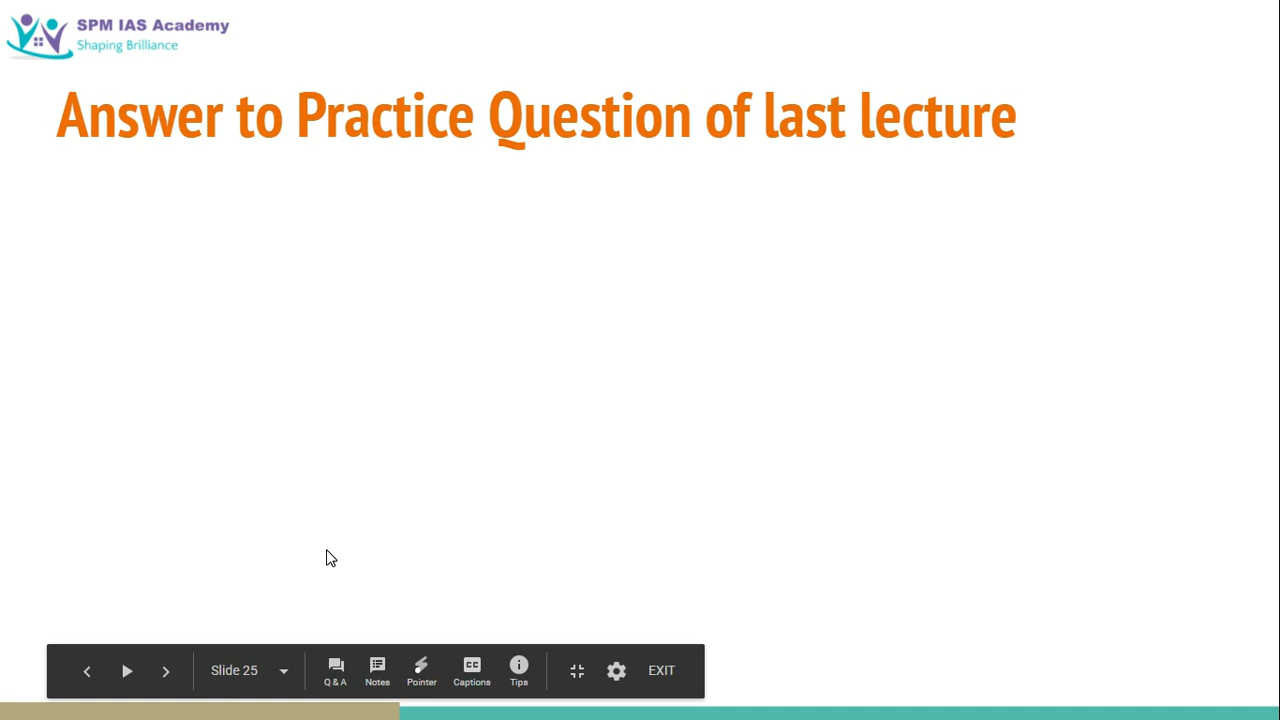 SPM IAS Academy
Shaping Brilliance
Answer to Practice Question of last lecture
Slide 25
Q & A
Notes
Pointer
Captions
Tips
EXIT